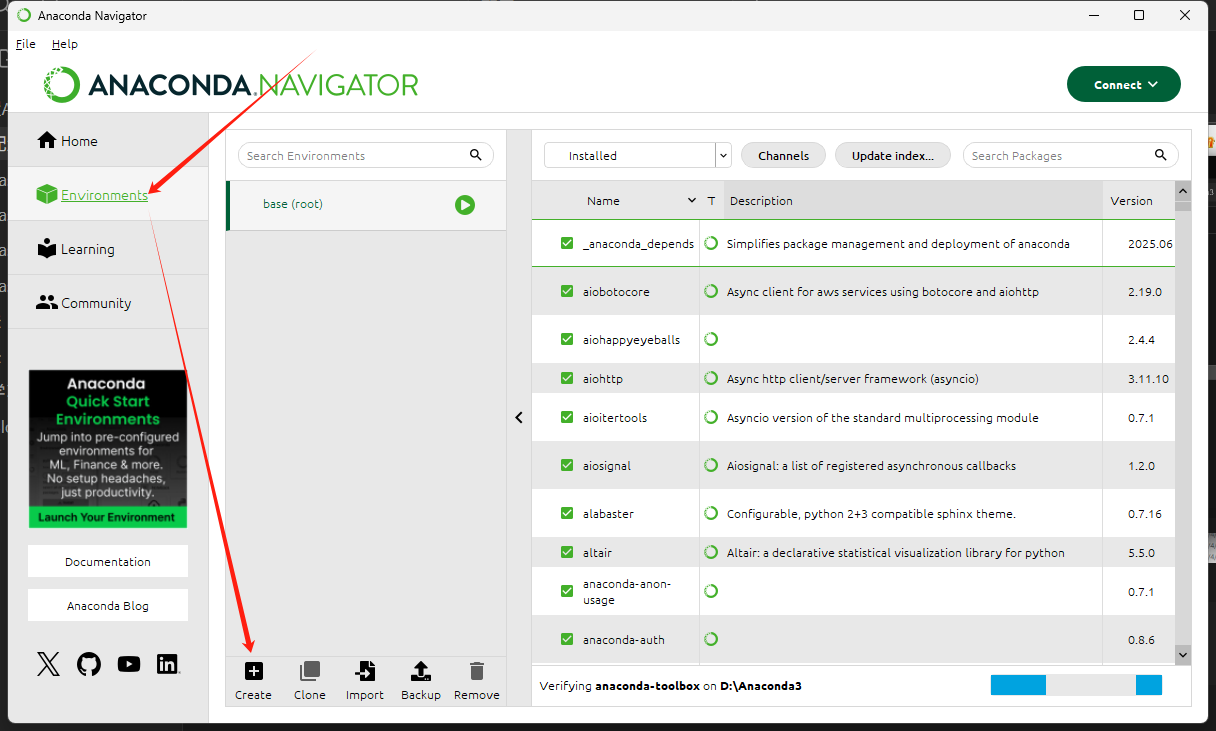 Anaconda Navigator
File Help
ANACONDA.NAVIGATOR
Connect
Home
Environments
Learning
Community
Anaconda
Quick Start
Environments
Jump into pre-configured
environments for
ML, Finance & more.
No setup headaches,
just productivity.
Launch Your Environment
Documentation
Anaconda Blog
Search Environments
base (root)
Create Clone Import Backup Remove
Installed Channels Update index... Search Packages
Name T Description Version
_anaconda_depends Simplifies package management and deployment of anaconda 2025.06
aiobotocore Async client for aws services using botocore and aiohttp 2.19.0
aiohappyeyeballs 2.4.4
aiohttp Async http client/server framework (asyncio) 3.11.10
aioitertools Asyncio version of the standard multiprocessing module 0.7.1
aiosignal Aiosignal: a list of registered asynchronous callbacks 1.2.0
alabaster Configurable, python 2+3 compatible sphinx theme. 0.7.16
altair Altair: a declarative statistical visualization library for python 5.5.0
anaconda-anon-
usage 0.7.1
anaconda-auth 0.8.6
Verifying anaconda-toolbox on D:\Anaconda3